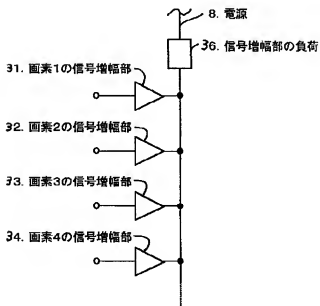 8. 電源
36. 信号増幅部の負荷
31. 画素1の信号増幅部
32. 画素2の信号増幅部
33. 画素3の信号増幅部
34. 画素4の信号増幅部